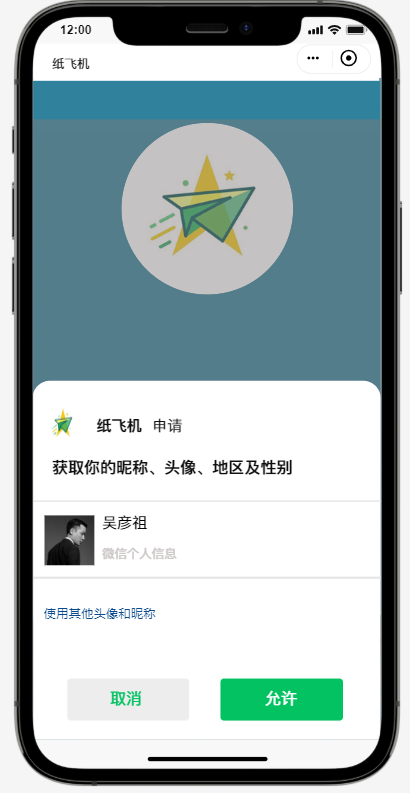 12:00
纸飞机
纸飞机 申请
获取你的昵称、头像、地区及性别
吴彦祖
微信个人信息
使用其他头像和昵称
取消 允许